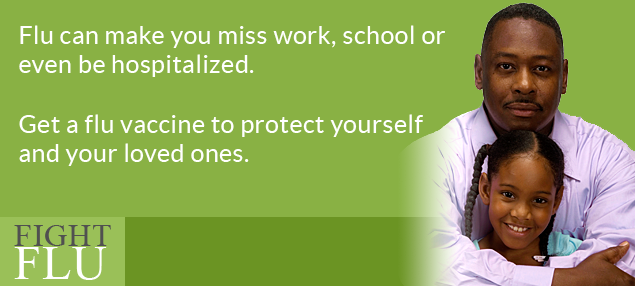 Flu can make you miss work, school or
even be hospitalized.
Get a flu vaccine to protect yourself
and your loved ones.
FIGHT
FLU